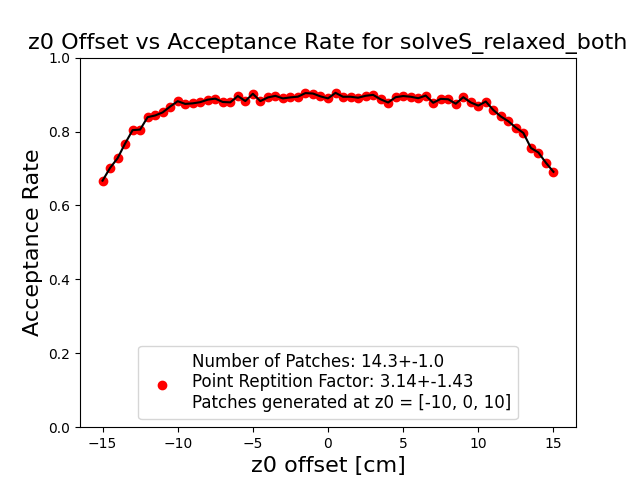 z0 Offset vs Acceptance Rate for solveS_relaxed_both
1.0
0.8
0.6
0.4
0.2
0.0
Acceptance Rate
Number of Patches: 14.3+-1.0
Point Reptition Factor: 3.14+-1.43
Patches generated at z0 = [-10, 0, 10]
−15 −10 −5 0 5 10 15
z0 offset [cm]